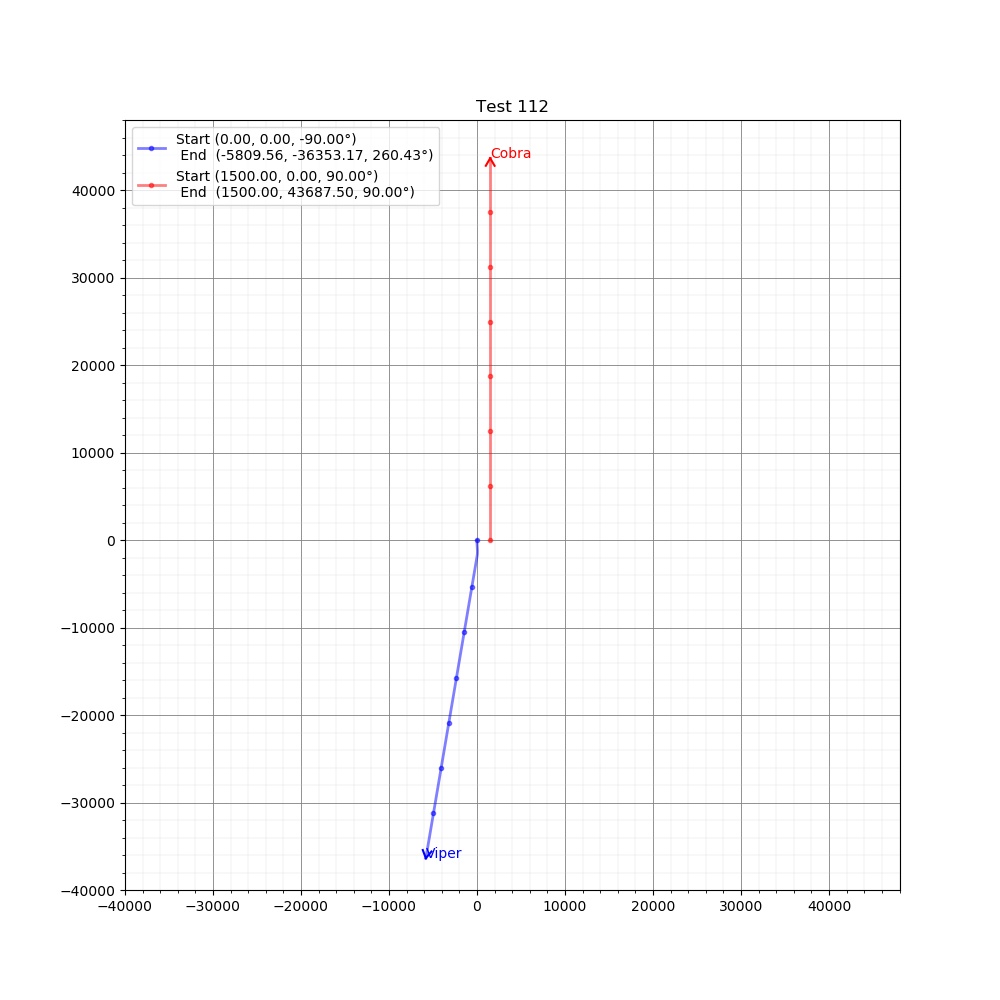 Test 112
Start (0.00, 0.00, -90.00°)
End  (-5809.56, -36353.17, 260.43°)
Start (1500.00, 0.00, 90.00°)
End  (1500.00, 43687.50, 90.00°)
Cobra
Viper
40000
30000
20000
10000
0
−10000
−20000
−30000
−40000
−40000 −30000 −20000 −10000 0 10000 20000 30000 40000